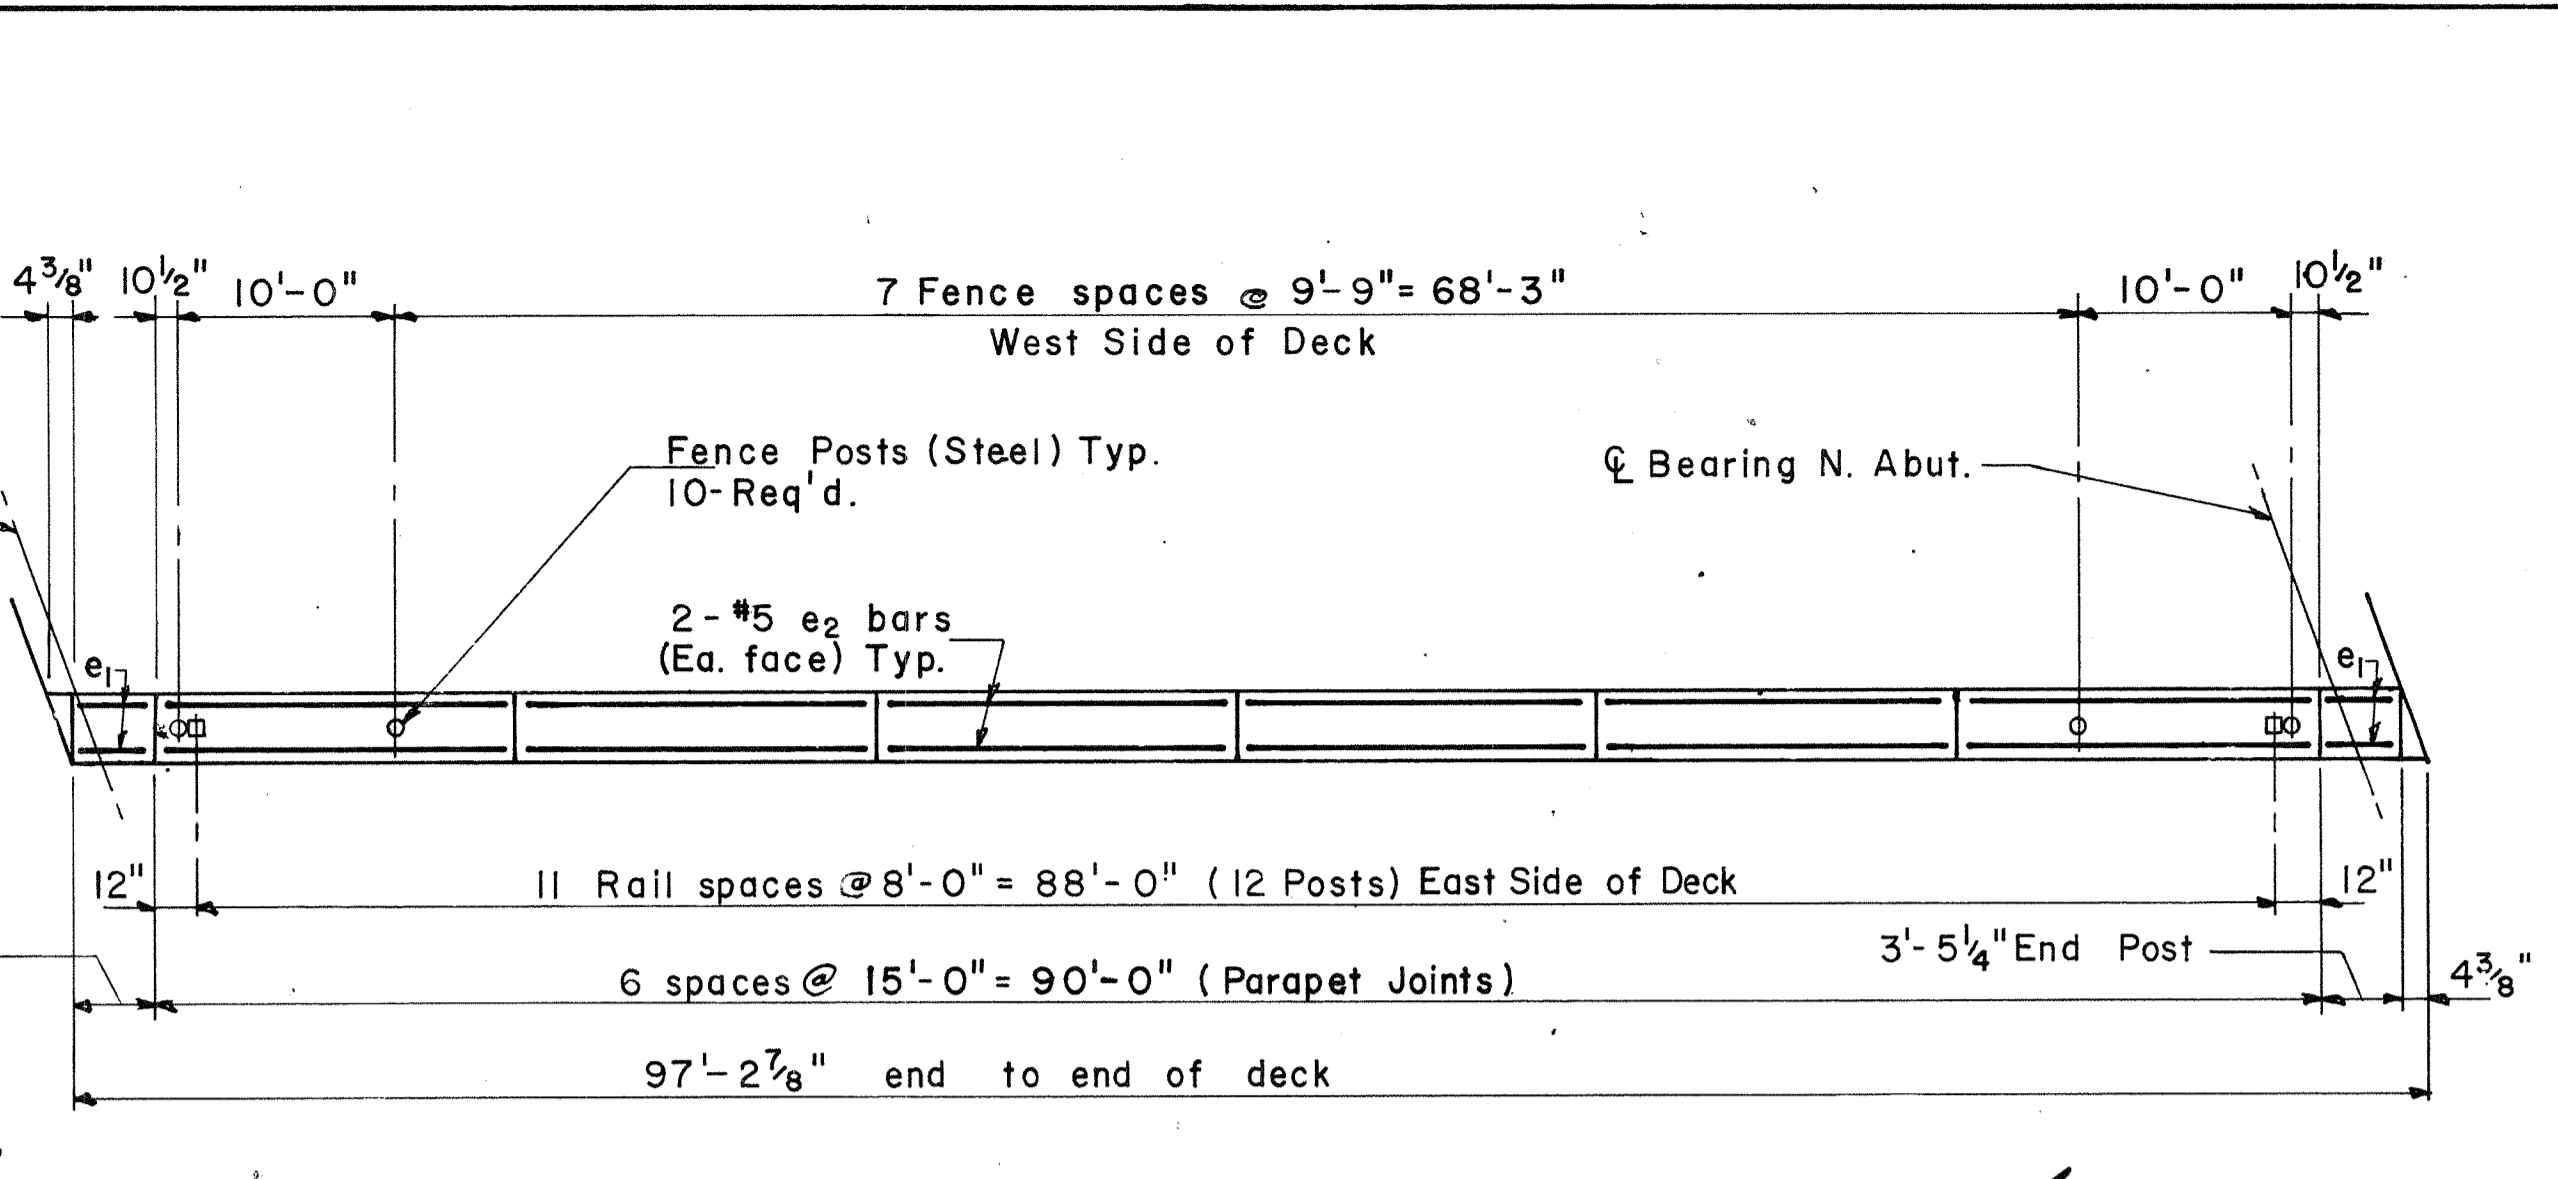 4 3/8" 10 1/2" 10'-0" 7 Fence spaces @ 9'-9" = 68'-3" 10'-0" 10 1/2"
West Side of Deck
Fence Posts (Steel) Typ.
10-Req'd.
℄ Bearing N. Abut.
2-#5 e2 bars
(Ea. face) Typ.
e1 e1
12" 11 Rail spaces @ 8'-0" = 88'-0" (12 Posts) East Side of Deck 12"
3'-5 1/4" End Post
6 spaces @ 15'-0" = 90'-0" (Parapet Joints) 4 3/8"
97'-2 7/8" end to end of deck